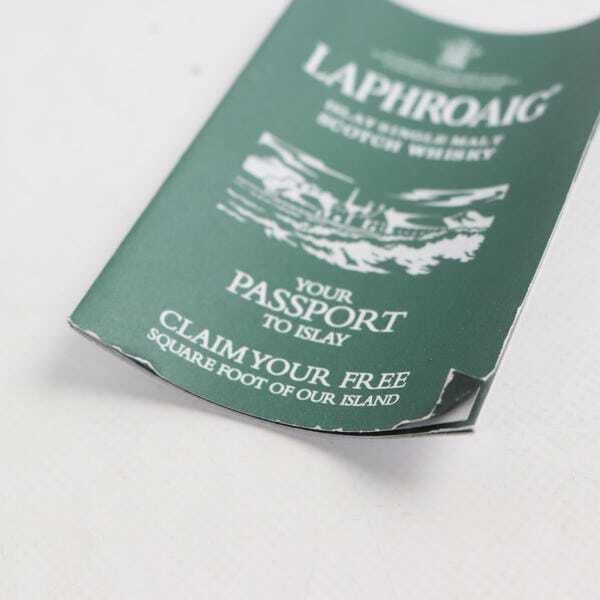 LAPHROAIG
ISLAY SINGLE MALT
SCOTCH WHISKY
YOUR
PASSPORT
TO ISLAY
CLAIM YOUR FREE
SQUARE FOOT OF OUR ISLAND